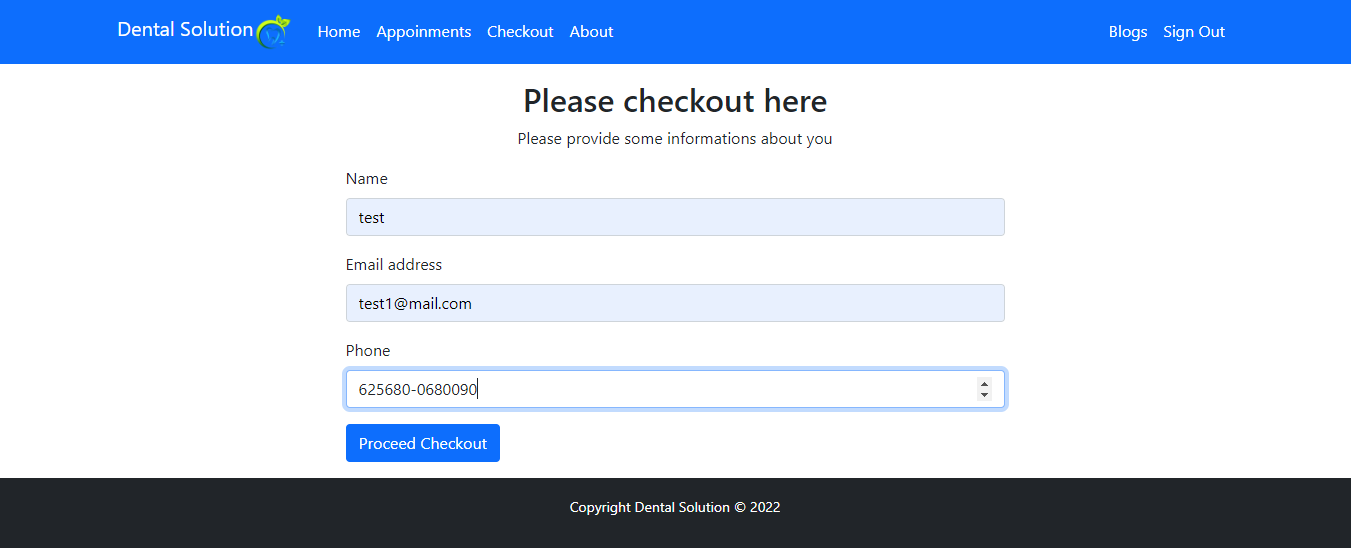 Dental Solution Home Appoinments Checkout About Blogs Sign Out
Please checkout here
Please provide some informations about you
Name
test
Email address
test1@mail.com
Phone
625680-0680090
Proceed Checkout
Copyright Dental Solution © 2022